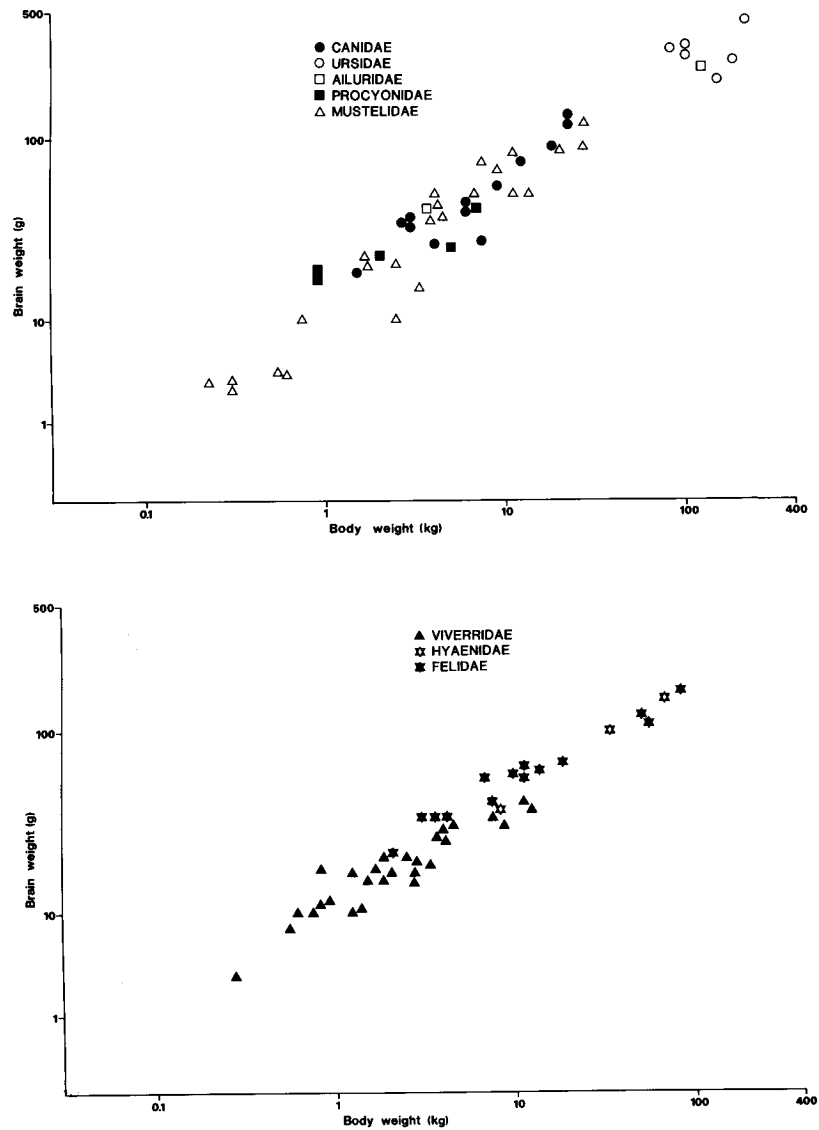 500
CANIDAE
URSIDAE
AILURIDAE
PROCYONIDAE
MUSTELIDAE
100
Brain weight (g)
10
1
0.1 1 10 100 400
Body weight (kg)
500
VIVERRIDAE
HYAENIDAE
FELIDAE
100
Brain weight (g)
10
1
0.1 1 10 100 400
Body weight (kg)